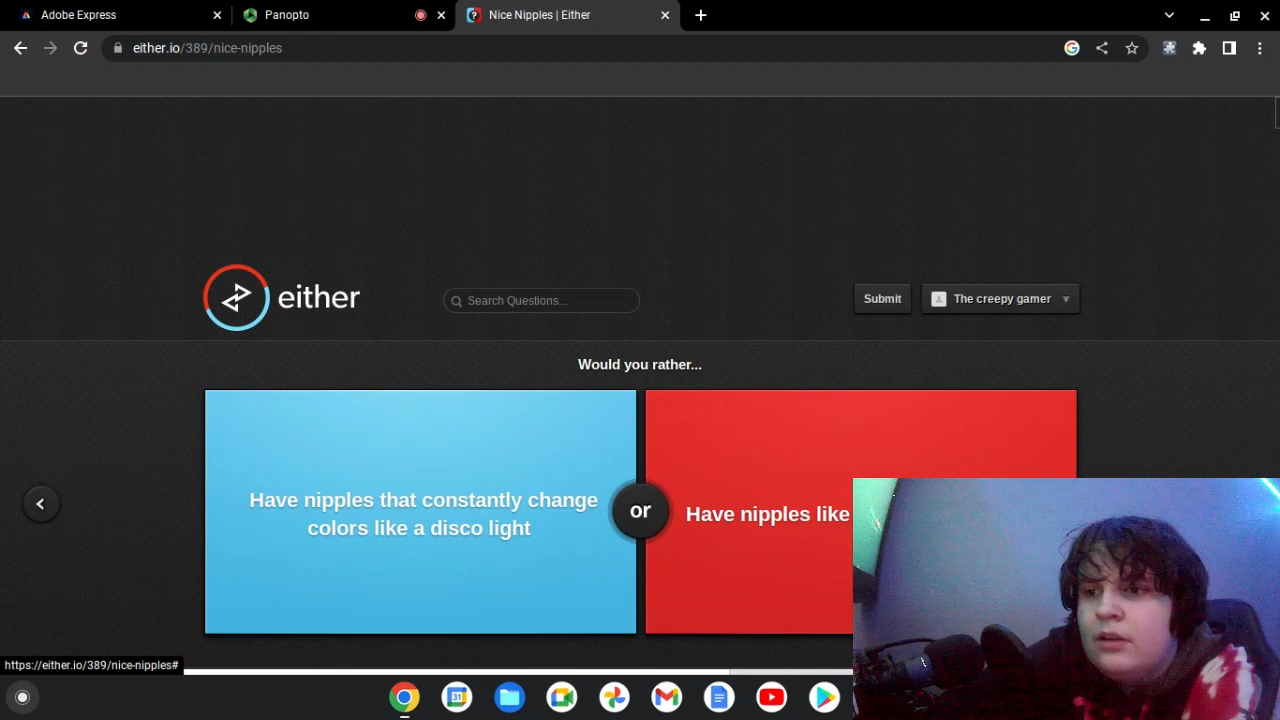 Adobe Express
Panopto
Nice Nipples | Either
either.io/389/nice-nipples
either
Search Questions...
Submit
The creepy gamer
Would you rather...
Have nipples that constantly change
colors like a disco light
or
Have nipples like
https://either.io/389/nice-nipples#
31